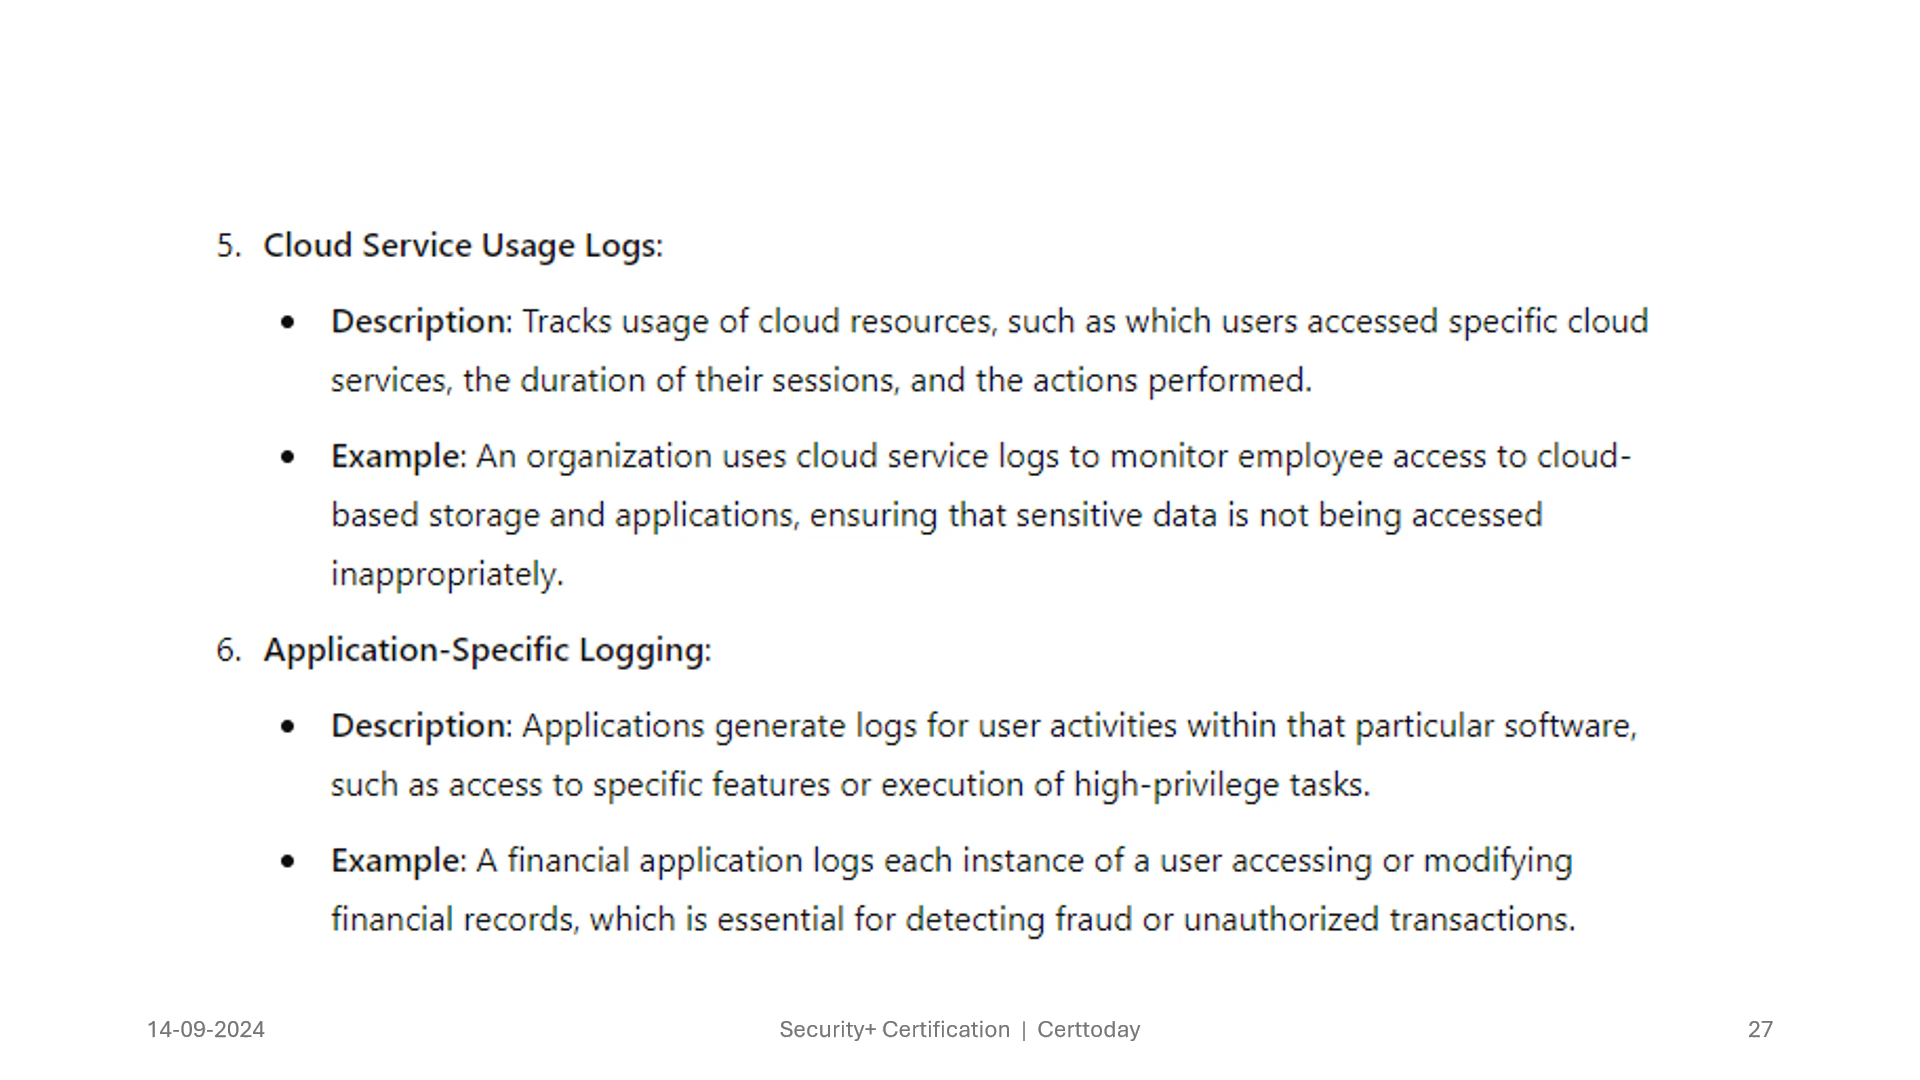 5. Cloud Service Usage Logs:
• Description: Tracks usage of cloud resources, such as which users accessed specific cloud
services, the duration of their sessions, and the actions performed.
• Example: An organization uses cloud service logs to monitor employee access to cloud-
based storage and applications, ensuring that sensitive data is not being accessed
inappropriately.
6. Application-Specific Logging:
• Description: Applications generate logs for user activities within that particular software,
such as access to specific features or execution of high-privilege tasks.
• Example: A financial application logs each instance of a user accessing or modifying
financial records, which is essential for detecting fraud or unauthorized transactions.
14-09-2024 Security+ Certification | Certtoday 27